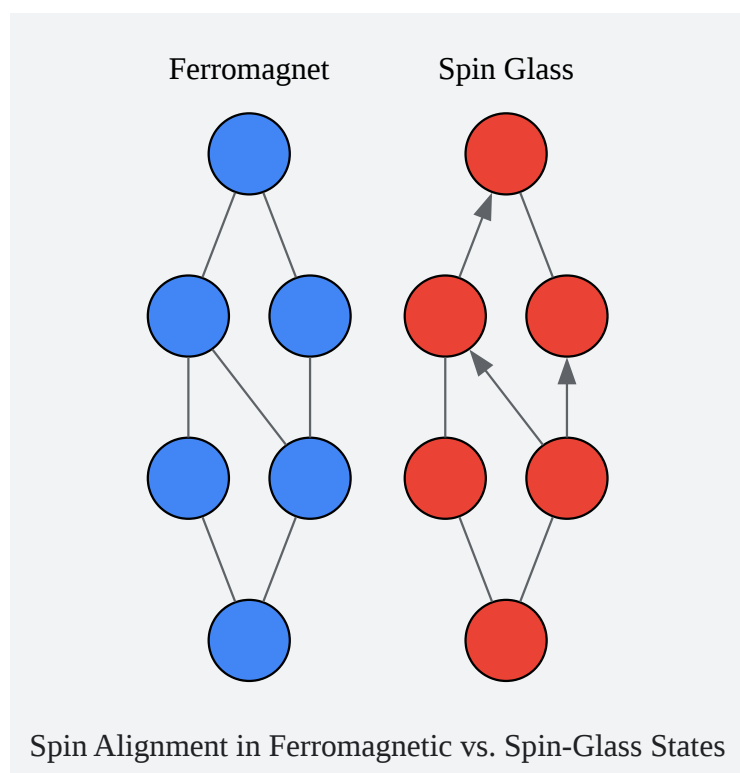 Ferromagnet Spin Glass
Spin Alignment in Ferromagnetic vs. Spin-Glass States